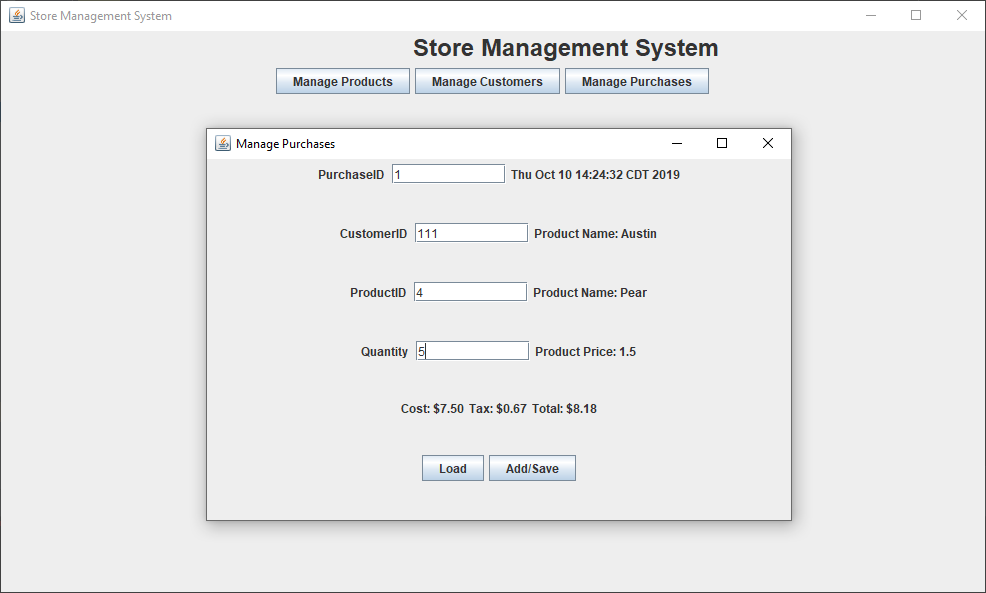 Store Management System
Store Management System
Manage Products Manage Customers Manage Purchases
Manage Purchases
PurchaseID 1 Thu Oct 10 14:24:32 CDT 2019
CustomerID 111 Product Name: Austin
ProductID 4 Product Name: Pear
Quantity 5 Product Price: 1.5
Cost: $7.50 Tax: $0.67 Total: $8.18
Load Add/Save